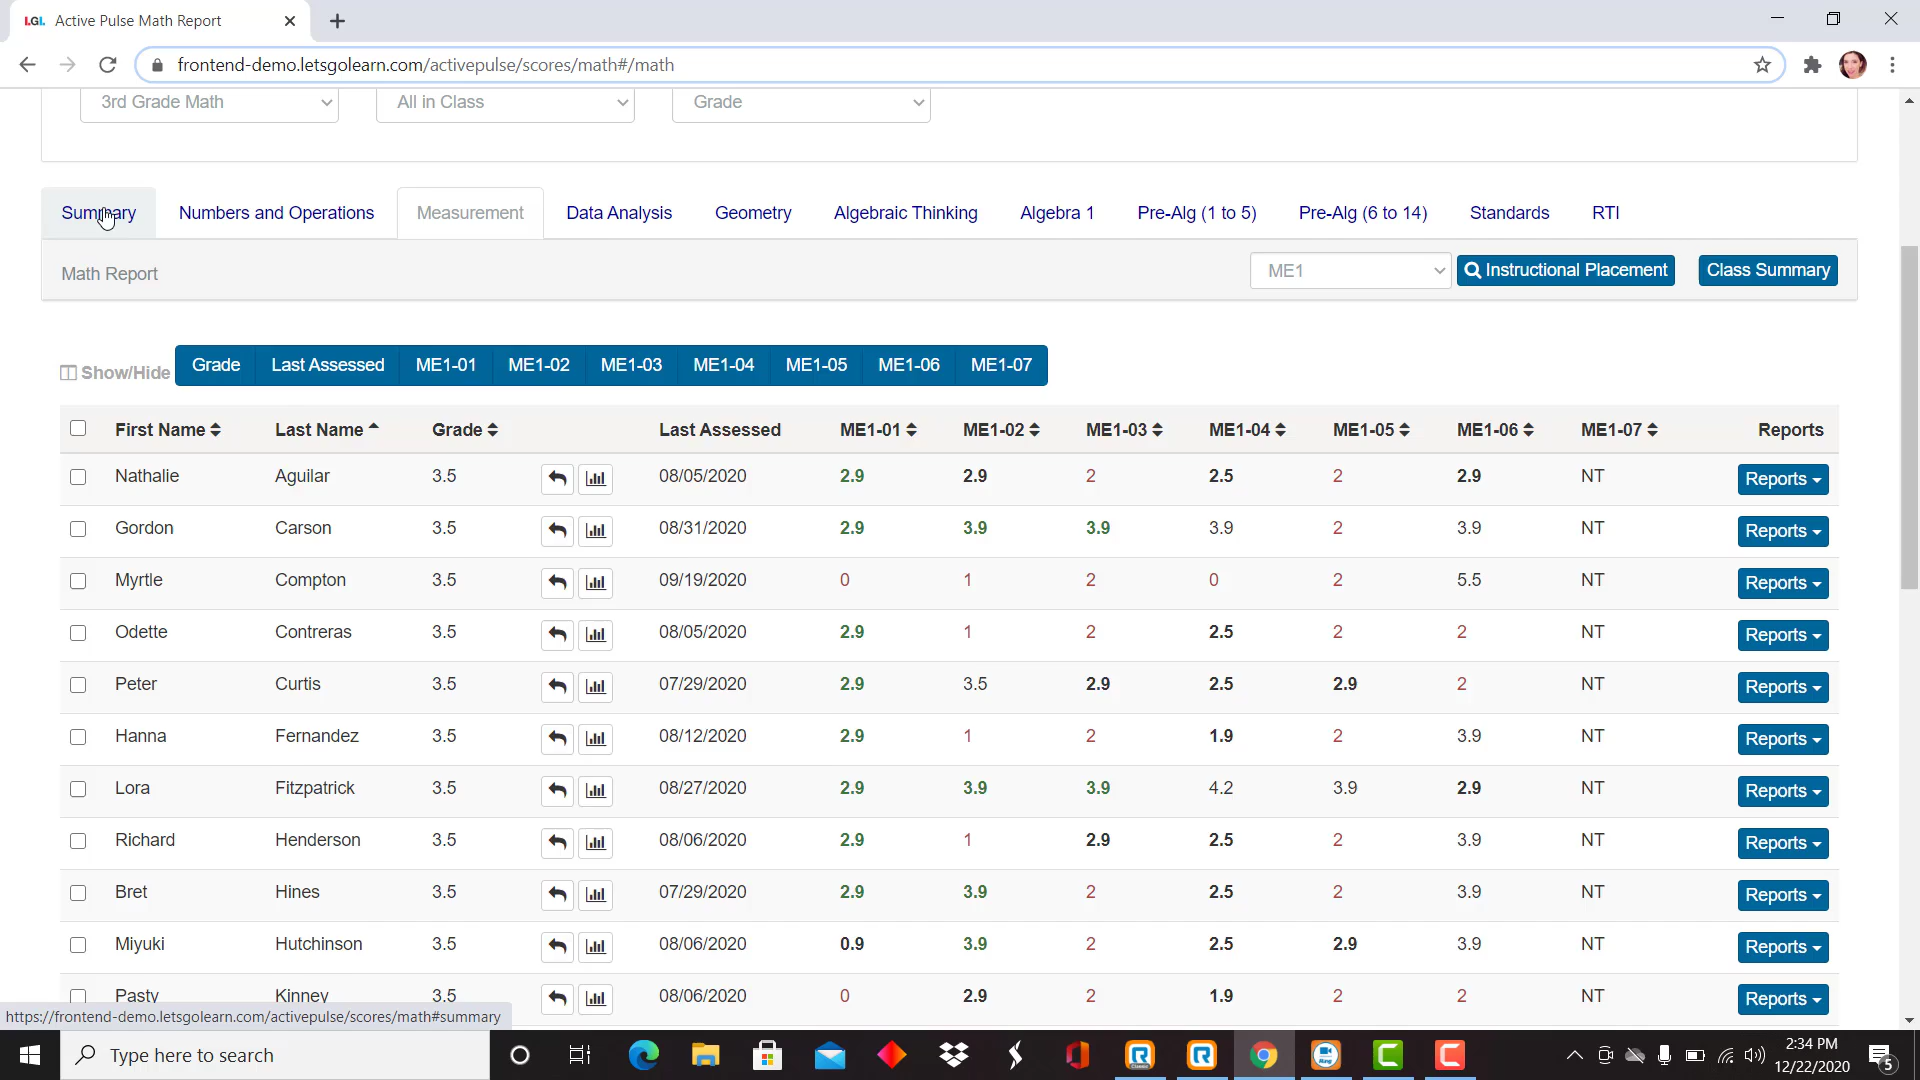 LGL Active Pulse Math Report
frontend-demo.letsgolearn.com/activepulse/scores/math#/math
3rd Grade Math All in Class Grade
Summary Numbers and Operations Measurement Data Analysis Geometry Algebraic Thinking Algebra 1 Pre-Alg (1 to 5) Pre-Alg (6 to 14) Standards RTI
Math Report ME1 Instructional Placement Class Summary
Show/Hide Grade Last Assessed ME1-01 ME1-02 ME1-03 ME1-04 ME1-05 ME1-06 ME1-07
First Name Last Name Grade Last Assessed ME1-01 ME1-02 ME1-03 ME1-04 ME1-05 ME1-06 ME1-07 Reports
Nathalie Aguilar 3.5 08/05/2020 2.9 2.9 2 2.5 2 2.9 NT Reports
Gordon Carson 3.5 08/31/2020 2.9 3.9 3.9 3.9 2 3.9 NT Reports
Myrtle Compton 3.5 09/19/2020 0 1 2 0 2 5.5 NT Reports
Odette Contreras 3.5 08/05/2020 2.9 1 2 2.5 2 2 NT Reports
Peter Curtis 3.5 07/29/2020 2.9 3.5 2.9 2.5 2.9 2 NT Reports
Hanna Fernandez 3.5 08/12/2020 2.9 1 2 1.9 2 3.9 NT Reports
Lora Fitzpatrick 3.5 08/27/2020 2.9 3.9 3.9 4.2 3.9 2.9 NT Reports
Richard Henderson 3.5 08/06/2020 2.9 1 2.9 2.5 2 3.9 NT Reports
Bret Hines 3.5 07/29/2020 2.9 3.9 2 2.5 2 3.9 NT Reports
Miyuki Hutchinson 3.5 08/06/2020 0.9 3.9 2 2.5 2.9 3.9 NT Reports
Pasty Kinney 3.5 08/06/2020 0 2.9 2 1.9 2 2 NT Reports
https://frontend-demo.letsgolearn.com/activepulse/scores/math#summary
Type here to search
2:34 PM
12/22/2020
5